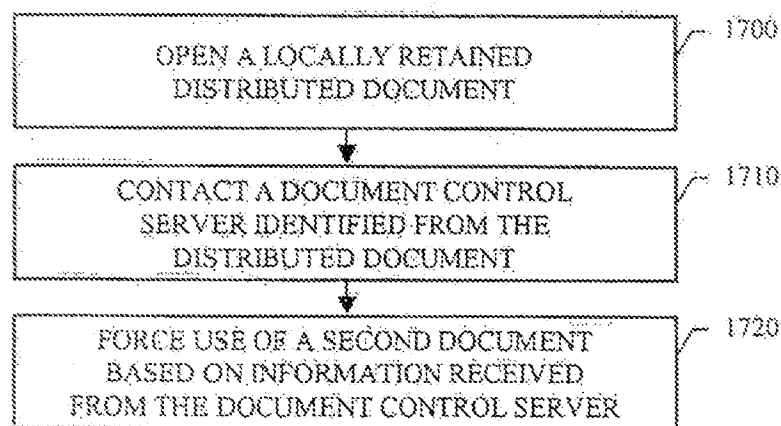 1700
OPEN A LOCALLY RETAINED
DISTRIBUTED DOCUMENT
1710
CONTACT A DOCUMENT CONTROL
SERVER IDENTIFIED FROM THE
DISTRIBUTED DOCUMENT
1720
FORCE USE OF A SECOND DOCUMENT
BASED ON INFORMATION RECEIVED
FROM THE DOCUMENT CONTROL SERVER